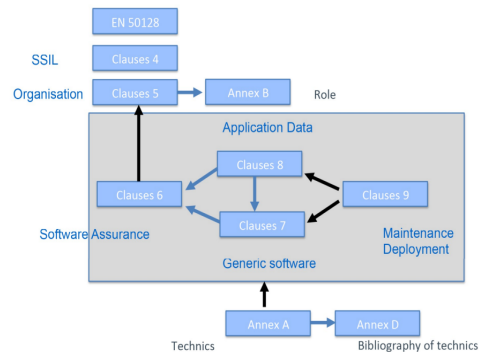 EN 50128
SSIL
Clauses 4
Organisation
Clauses 5
Annex B
Role
Application Data
Clauses 8
Clauses 6
Clauses 9
Clauses 7
Software Assurance
Maintenance
Deployment
Generic software
Annex A
Annex D
Technics
Bibliography of technics